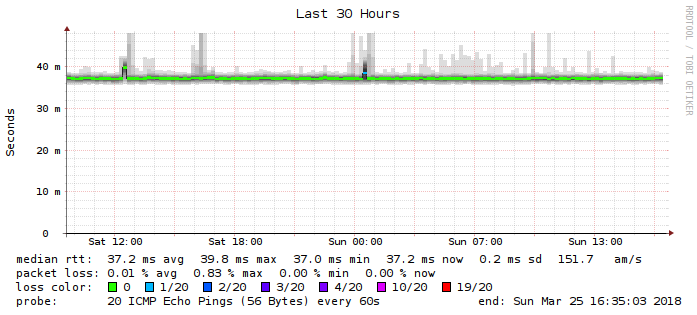 Last 30 Hours
RRDTOOL / TOBI OETIKER
Seconds
40 m
30 m
20 m
10 m
0
Sat 12:00 Sat 18:00 Sun 00:00 Sun 07:00 Sun 13:00
median rtt: 37.2 ms avg 39.8 ms max 37.0 ms min 37.2 ms now 0.2 ms sd 151.7 am/s
packet loss: 0.01 % avg 0.83 % max 0.00 % min 0.00 % now
loss color: 0 1/20 2/20 3/20 4/20 10/20 19/20
probe: 20 ICMP Echo Pings (56 Bytes) every 60s end: Sun Mar 25 16:35:03 2018